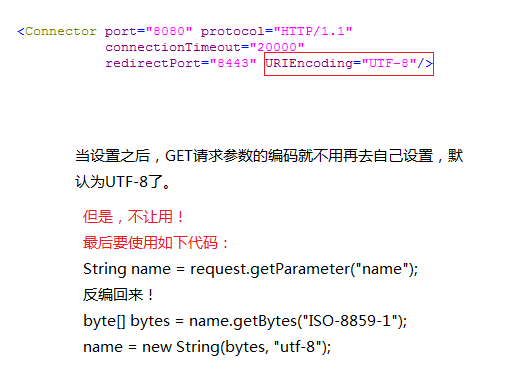 <Connector port="8080" protocol="HTTP/1.1"
connectionTimeout="20000"
redirectPort="8443" URIEncoding="UTF-8"/>
当设置之后，GET请求参数的编码就不用再去自己设置，默
认为UTF-8了。
但是，不让用！
最后要使用如下代码：
String name = request.getParameter("name");
反编回来！
byte[] bytes = name.getBytes("ISO-8859-1");
name = new String(bytes, "utf-8");